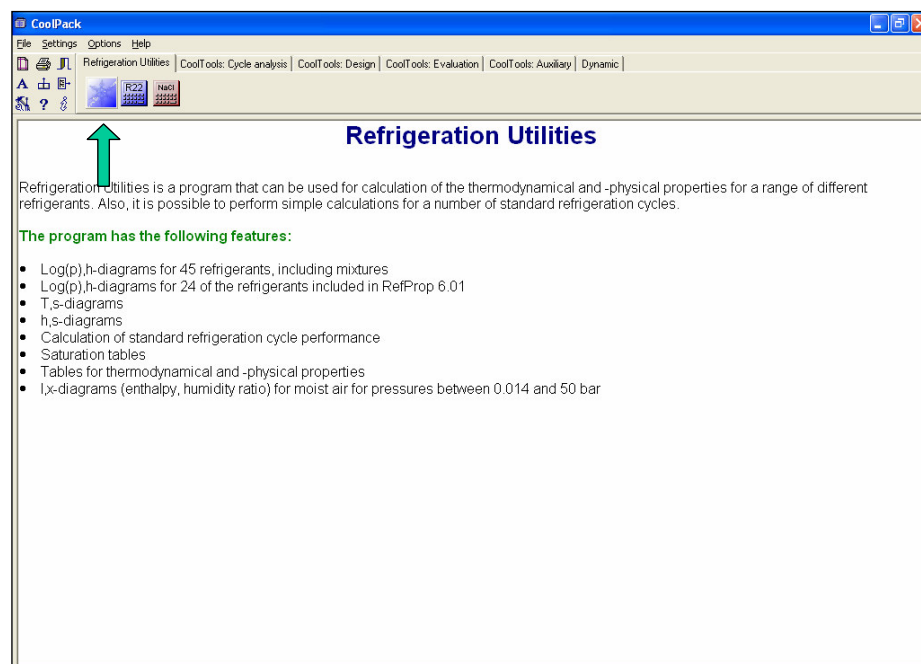 CoolPack
File Settings Options Help
Refrigeration Utilities CoolTools: Cycle analysis CoolTools: Design CoolTools: Evaluation CoolTools: Auxiliary Dynamic
R22 NaCl
Refrigeration Utilities
Refrigeration Utilities is a program that can be used for calculation of the thermodynamical and -physical properties for a range of different
refrigerants. Also, it is possible to perform simple calculations for a number of standard refrigeration cycles.
The program has the following features:
• Log(p),h-diagrams for 45 refrigerants, including mixtures
• Log(p),h-diagrams for 24 of the refrigerants included in RefProp 6.01
• T,s-diagrams
• h,s-diagrams
• Calculation of standard refrigeration cycle performance
• Saturation tables
• Tables for thermodynamical and -physical properties
• I,x-diagrams (enthalpy, humidity ratio) for moist air for pressures between 0.014 and 50 bar